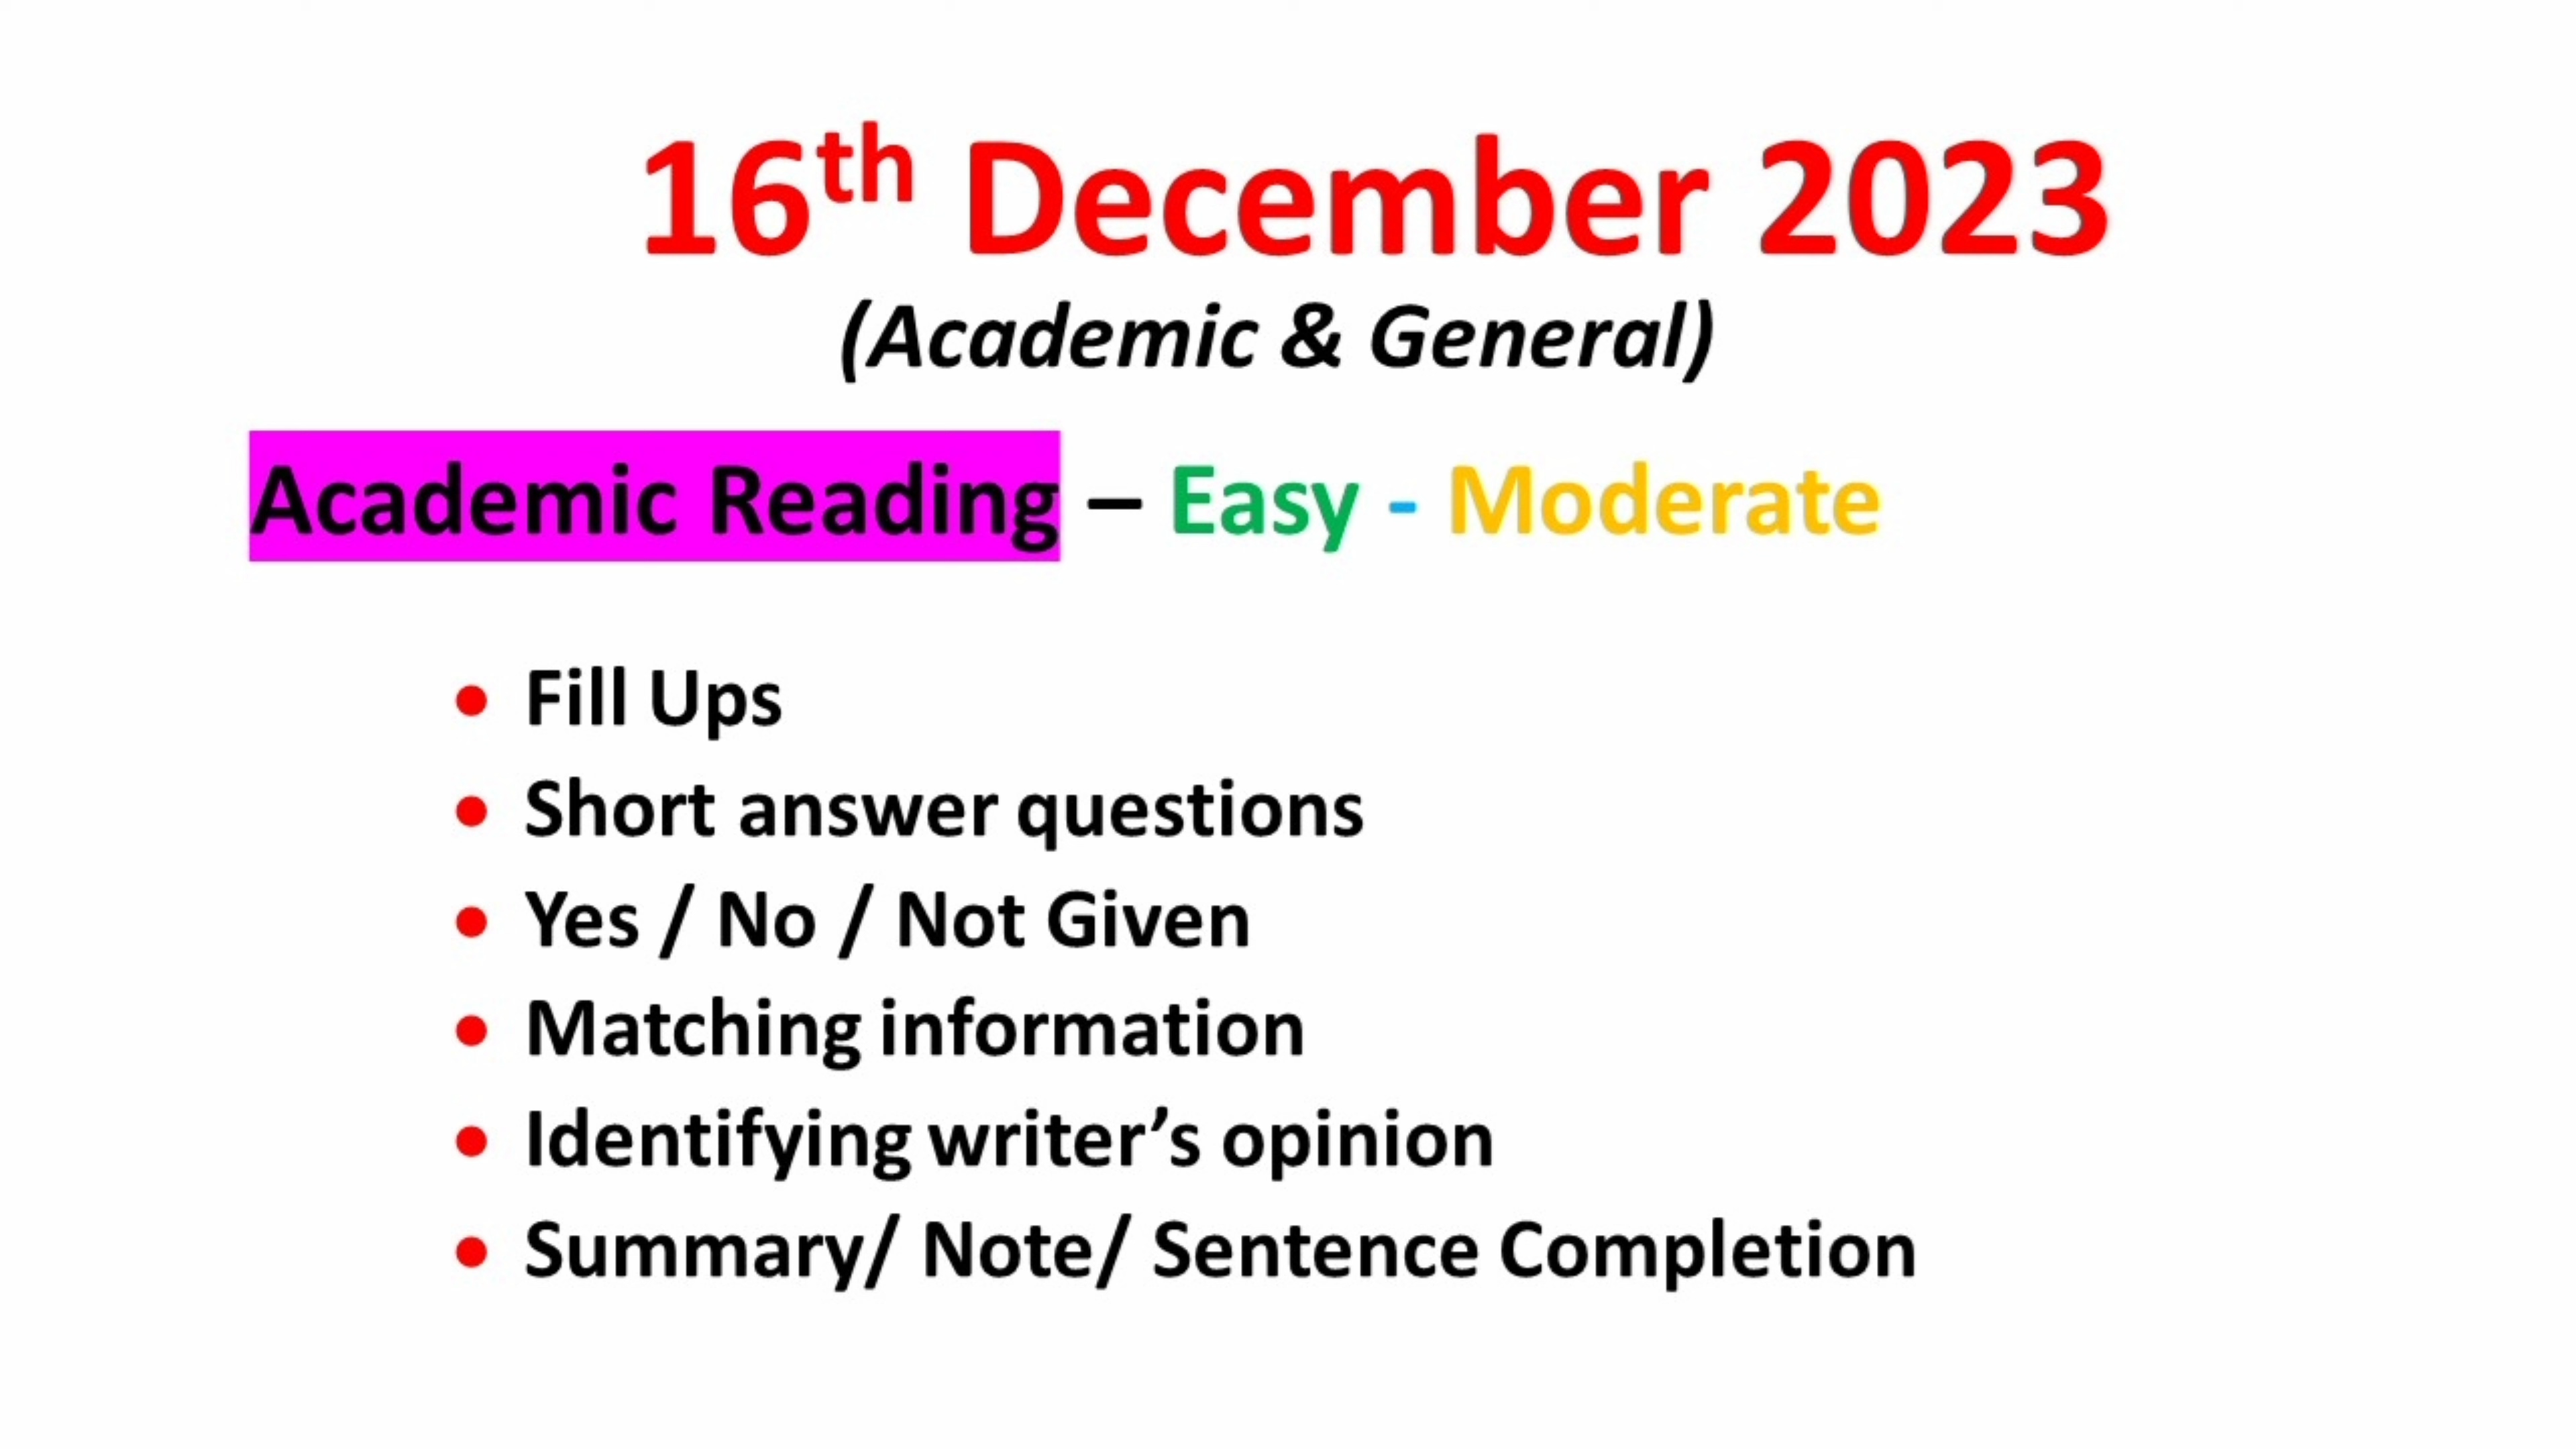 16th December 2023
(Academic & General)
Academic Reading – Easy - Moderate
• Fill Ups
• Short answer questions
• Yes / No / Not Given
• Matching information
• Identifying writer’s opinion
• Summary/ Note/ Sentence Completion